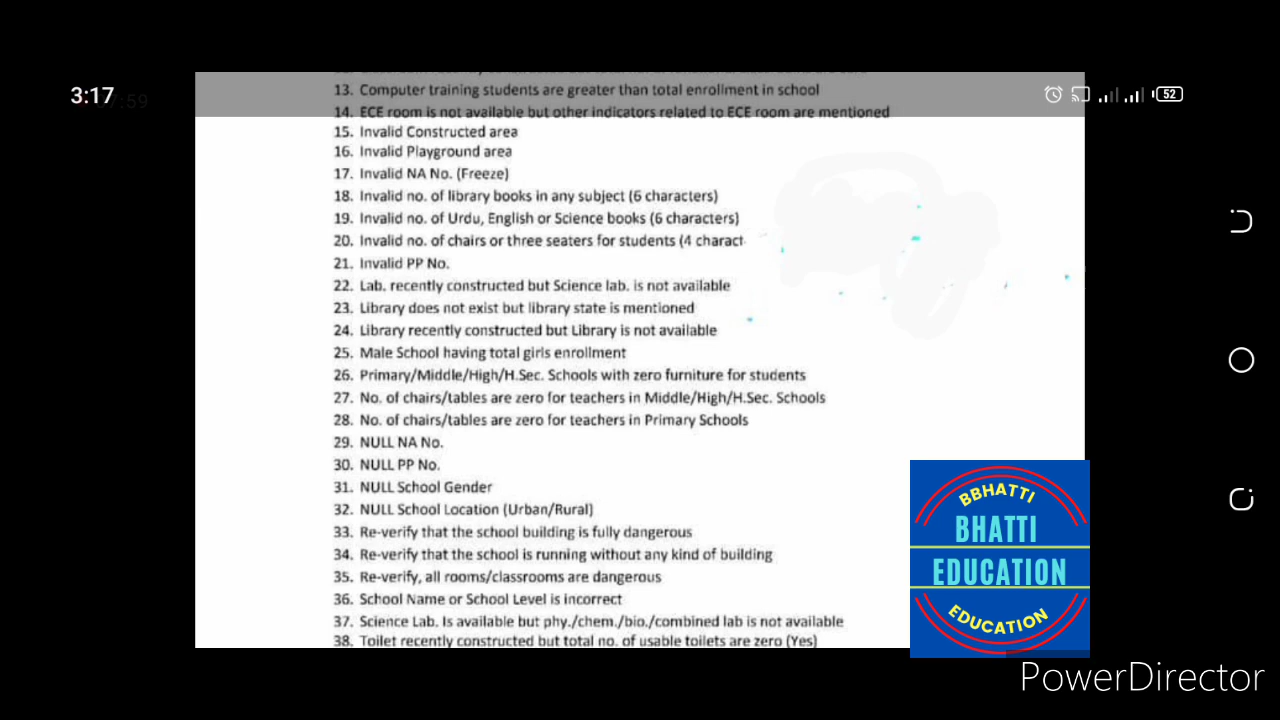 3:17
52
13. Computer training students are greater than total enrollment in school
14. ECE room is not available but other indicators related to ECE room are mentioned
15. Invalid Constructed area
16. Invalid Playground area
17. Invalid NA No. (Freeze)
18. Invalid no. of library books in any subject (6 characters)
19. Invalid no. of Urdu, English or Science books (6 characters)
20. Invalid no. of chairs or three seaters for students (4 charact
21. Invalid PP No.
22. Lab. recently constructed but Science lab. is not available
23. Library does not exist but library state is mentioned
24. Library recently constructed but Library is not available
25. Male School having total girls enrollment
26. Primary/Middle/High/H.Sec. Schools with zero furniture for students
27. No. of chairs/tables are zero for teachers in Middle/High/H.Sec. Schools
28. No. of chairs/tables are zero for teachers in Primary Schools
29. NULL NA No.
30. NULL PP No.
31. NULL School Gender
32. NULL School Location (Urban/Rural)
33. Re-verify that the school building is fully dangerous
34. Re-verify that the school is running without any kind of building
35. Re-verify, all rooms/classrooms are dangerous
36. School Name or School Level is incorrect
37. Science Lab. Is available but phy./chem./bio./combined lab is not available
38. Toilet recently constructed but total no. of usable toilets are zero (Yes)
BBHATTI
BHATTI
EDUCATION
EDUCATION
PowerDirector